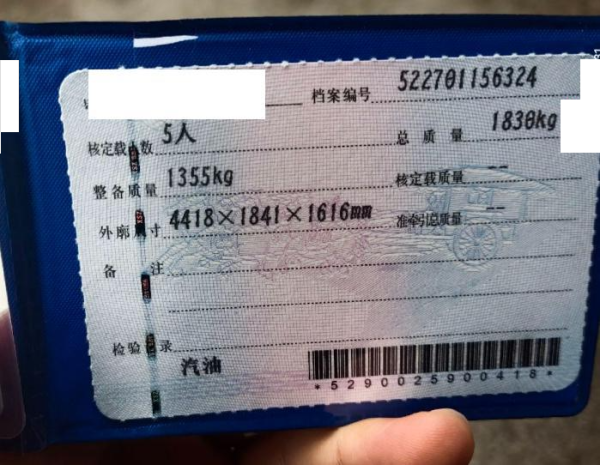 档案编号 522701156324
核定载人数 5人 总质量 1830kg
整备质量 1355kg 核定载质量 --
外廓尺寸 4418×1841×1616mm 准牵引总质量 --
备注
检验记录
汽油
*5290025900418*